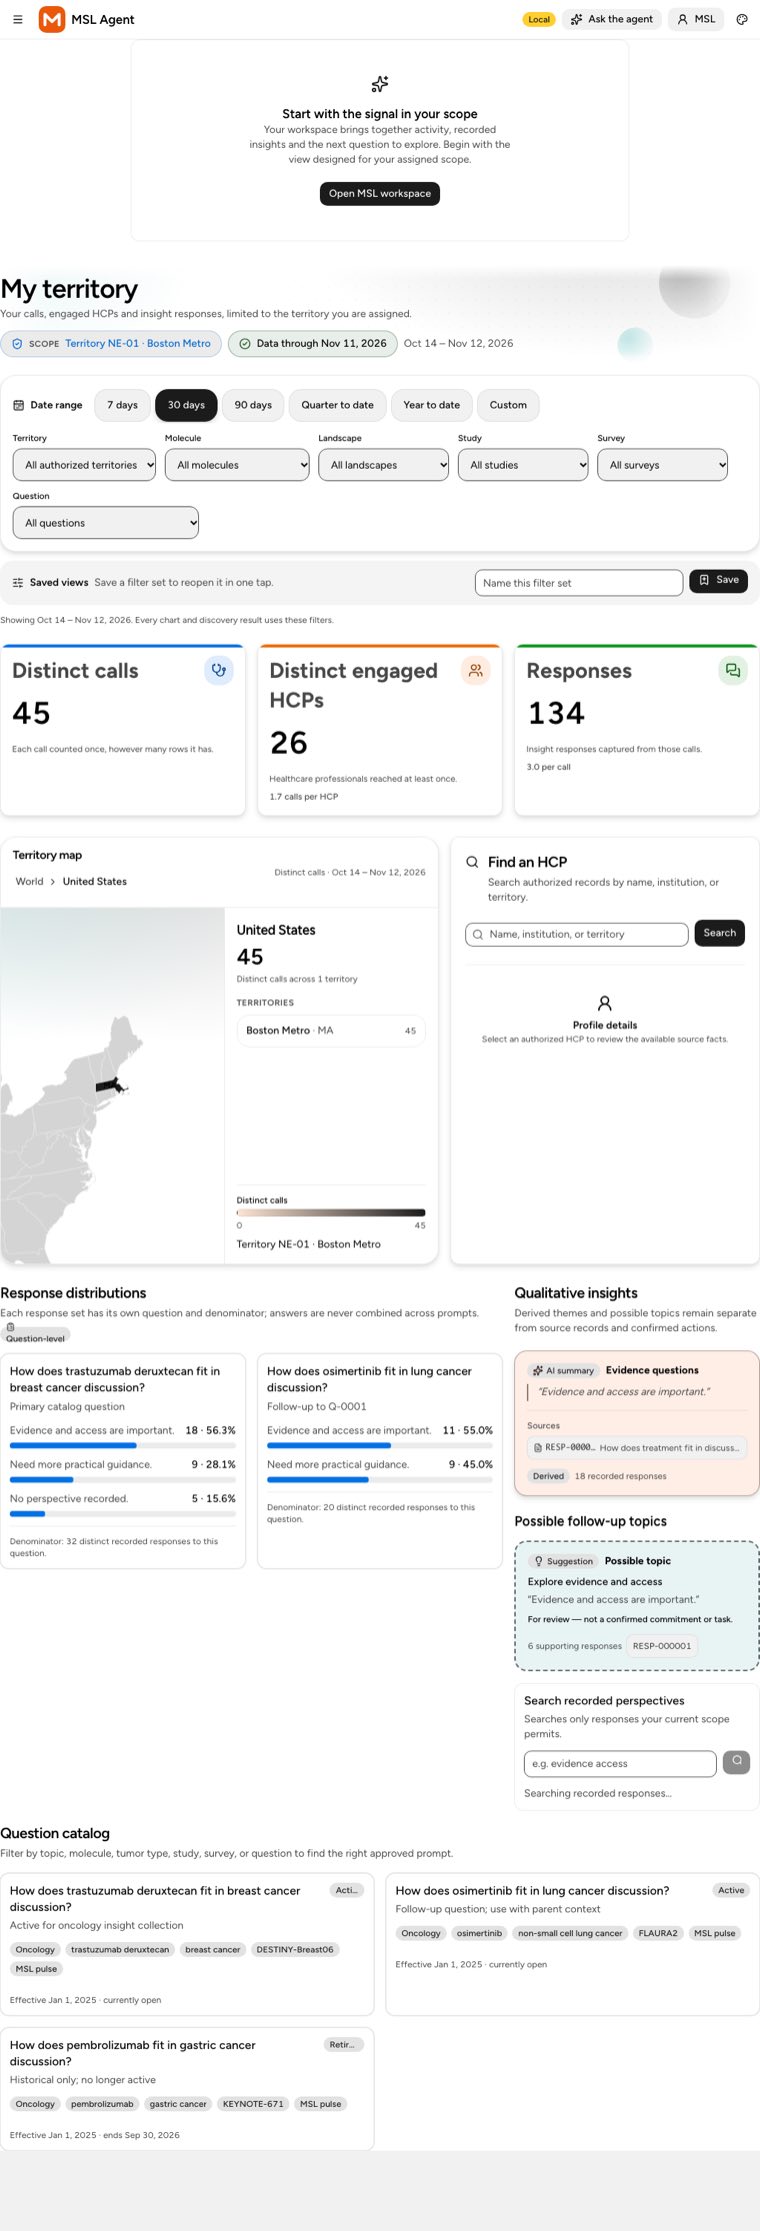 MSL Agent
Local
Ask the agent
MSL
Start with the signal in your scope
Your workspace brings together activity, recorded
insights and the next question to explore. Begin with the
view designed for your assigned scope.
Open MSL workspace
My territory
Your calls, engaged HCPs and insight responses, limited to the territory you are assigned.
SCOPE Territory NE-01 · Boston Metro
Data through Nov 11, 2026
Oct 14 – Nov 12, 2026
Date range
7 days
30 days
90 days
Quarter to date
Year to date
Custom
Territory
Molecule
Landscape
Study
Survey
All authorized territories
All molecules
All landscapes
All studies
All surveys
Question
All questions
Saved views Save a filter set to reopen it in one tap.
Name this filter set
Save
Showing Oct 14 – Nov 12, 2026. Every chart and discovery result uses these filters.
Distinct calls
45
Each call counted once, however many rows it has.
Distinct engaged
HCPs
26
Healthcare professionals reached at least once.
1.7 calls per HCP
Responses
134
Insight responses captured from those calls.
3.0 per call
Territory map
World > United States
Distinct calls · Oct 14 – Nov 12, 2026
United States
45
Distinct calls across 1 territory
TERRITORIES
Boston Metro · MA 45
Distinct calls
0 45
Territory NE-01 · Boston Metro
Find an HCP
Search authorized records by name, institution, or
territory.
Name, institution, or territory
Search
Profile details
Select an authorized HCP to review the available source facts.
Response distributions
Each response set has its own question and denominator; answers are never combined across prompts.
Question-level
How does trastuzumab deruxtecan fit in
breast cancer discussion?
Primary catalog question
Evidence and access are important. 18 · 56.3%
Need more practical guidance. 9 · 28.1%
No perspective recorded. 5 · 15.6%
Denominator: 32 distinct recorded responses to this
question.
How does osimertinib fit in lung cancer
discussion?
Follow-up to Q-0001
Evidence and access are important. 11 · 55.0%
Need more practical guidance. 9 · 45.0%
Denominator: 20 distinct recorded responses to this
question.
Qualitative insights
Derived themes and possible topics remain separate
from source records and confirmed actions.
AI summary Evidence questions
"Evidence and access are important."
Sources
RESP-0000… How does treatment fit in discuss…
Derived 18 recorded responses
Possible follow-up topics
Suggestion Possible topic
Explore evidence and access
"Evidence and access are important."
For review — not a confirmed commitment or task.
6 supporting responses RESP-000001
Search recorded perspectives
Searches only responses your current scope
permits.
e.g. evidence access
Searching recorded responses…
Question catalog
Filter by topic, molecule, tumor type, study, survey, or question to find the right approved prompt.
How does trastuzumab deruxtecan fit in breast cancer
discussion?
Acti…
Active for oncology insight collection
Oncology trastuzumab deruxtecan breast cancer DESTINY-Breast06
MSL pulse
Effective Jan 1, 2025 · currently open
How does osimertinib fit in lung cancer discussion?
Active
Follow-up question; use with parent context
Oncology osimertinib non-small cell lung cancer FLAURA2 MSL pulse
Effective Jan 1, 2025 · currently open
How does pembrolizumab fit in gastric cancer
discussion?
Retir…
Historical only; no longer active
Oncology pembrolizumab gastric cancer KEYNOTE-671 MSL pulse
Effective Jan 1, 2025 · ends Sep 30, 2026